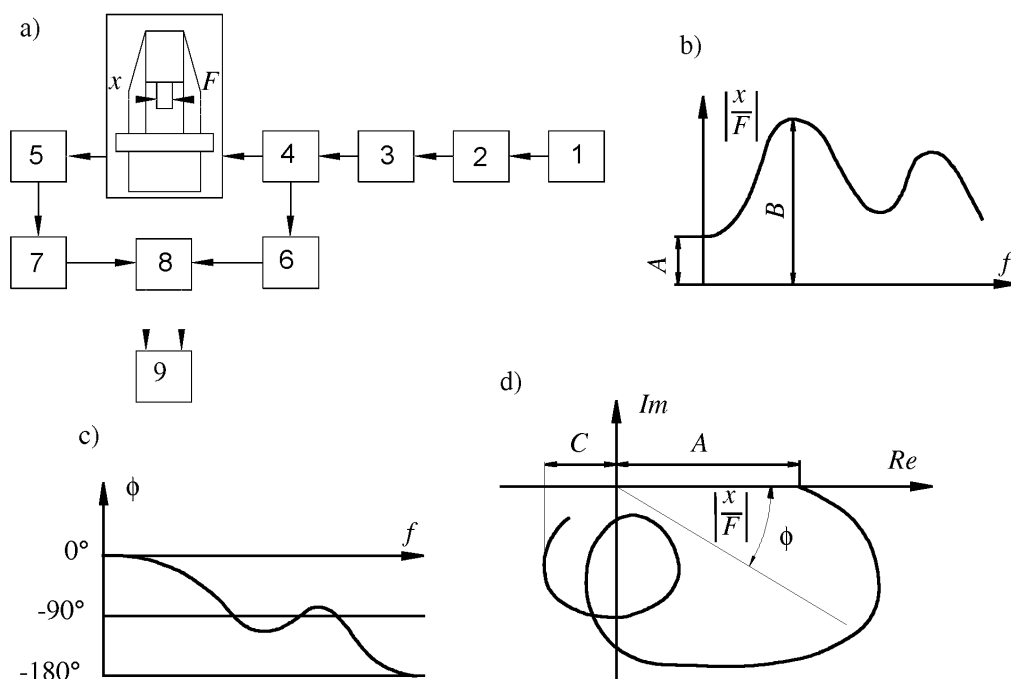 a)
x F
5 4 3 2 1
7 8 6
9
b)
|x/F|
B
A
f
c)
ϕ
0°
f
-90°
-180°
d)
Im
C A
Re
|x/F|
ϕ